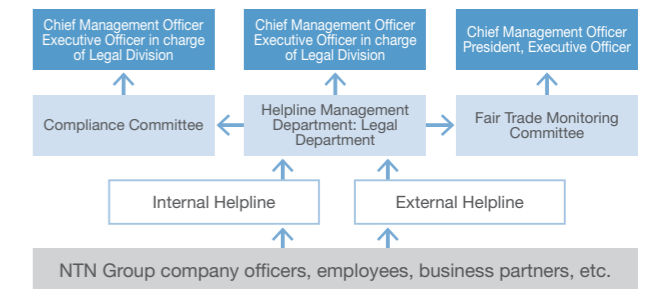 Chief Management Officer
Executive Officer in charge
of Legal Division
Chief Management Officer
Executive Officer in charge
of Legal Division
Chief Management Officer
President, Executive Officer
Compliance Committee
Helpline Management
Department: Legal
Department
Fair Trade Monitoring
Committee
Internal Helpline
External Helpline
NTN Group company officers, employees, business partners, etc.